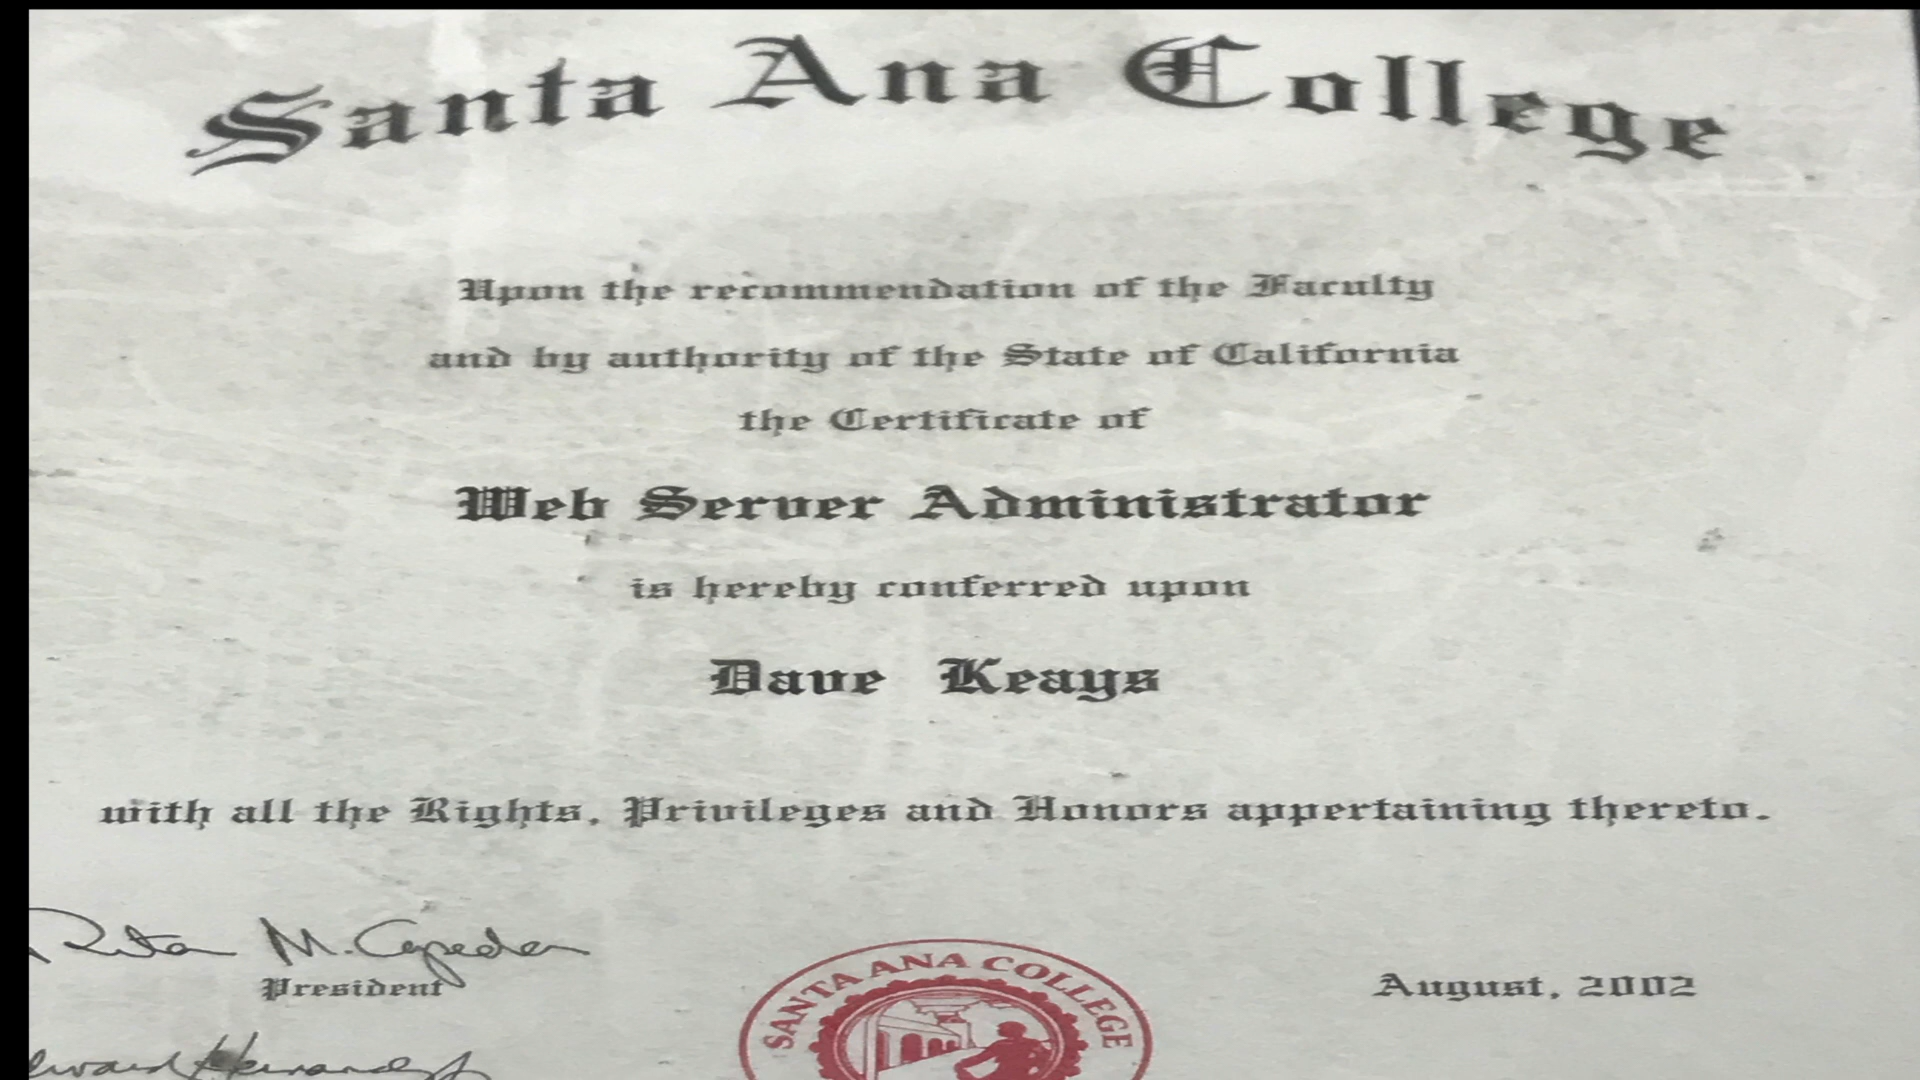 Santa Ana College
Upon the recommendation of the Faculty
and by authority of the State of California
the Certificate of
Web Server Administrator
is hereby conferred upon
Dave Keays
with all the Rights, Privileges and Honors appertaining thereto.
Rita M. Cepeda
President
SANTA ANA COLLEGE
August, 2002